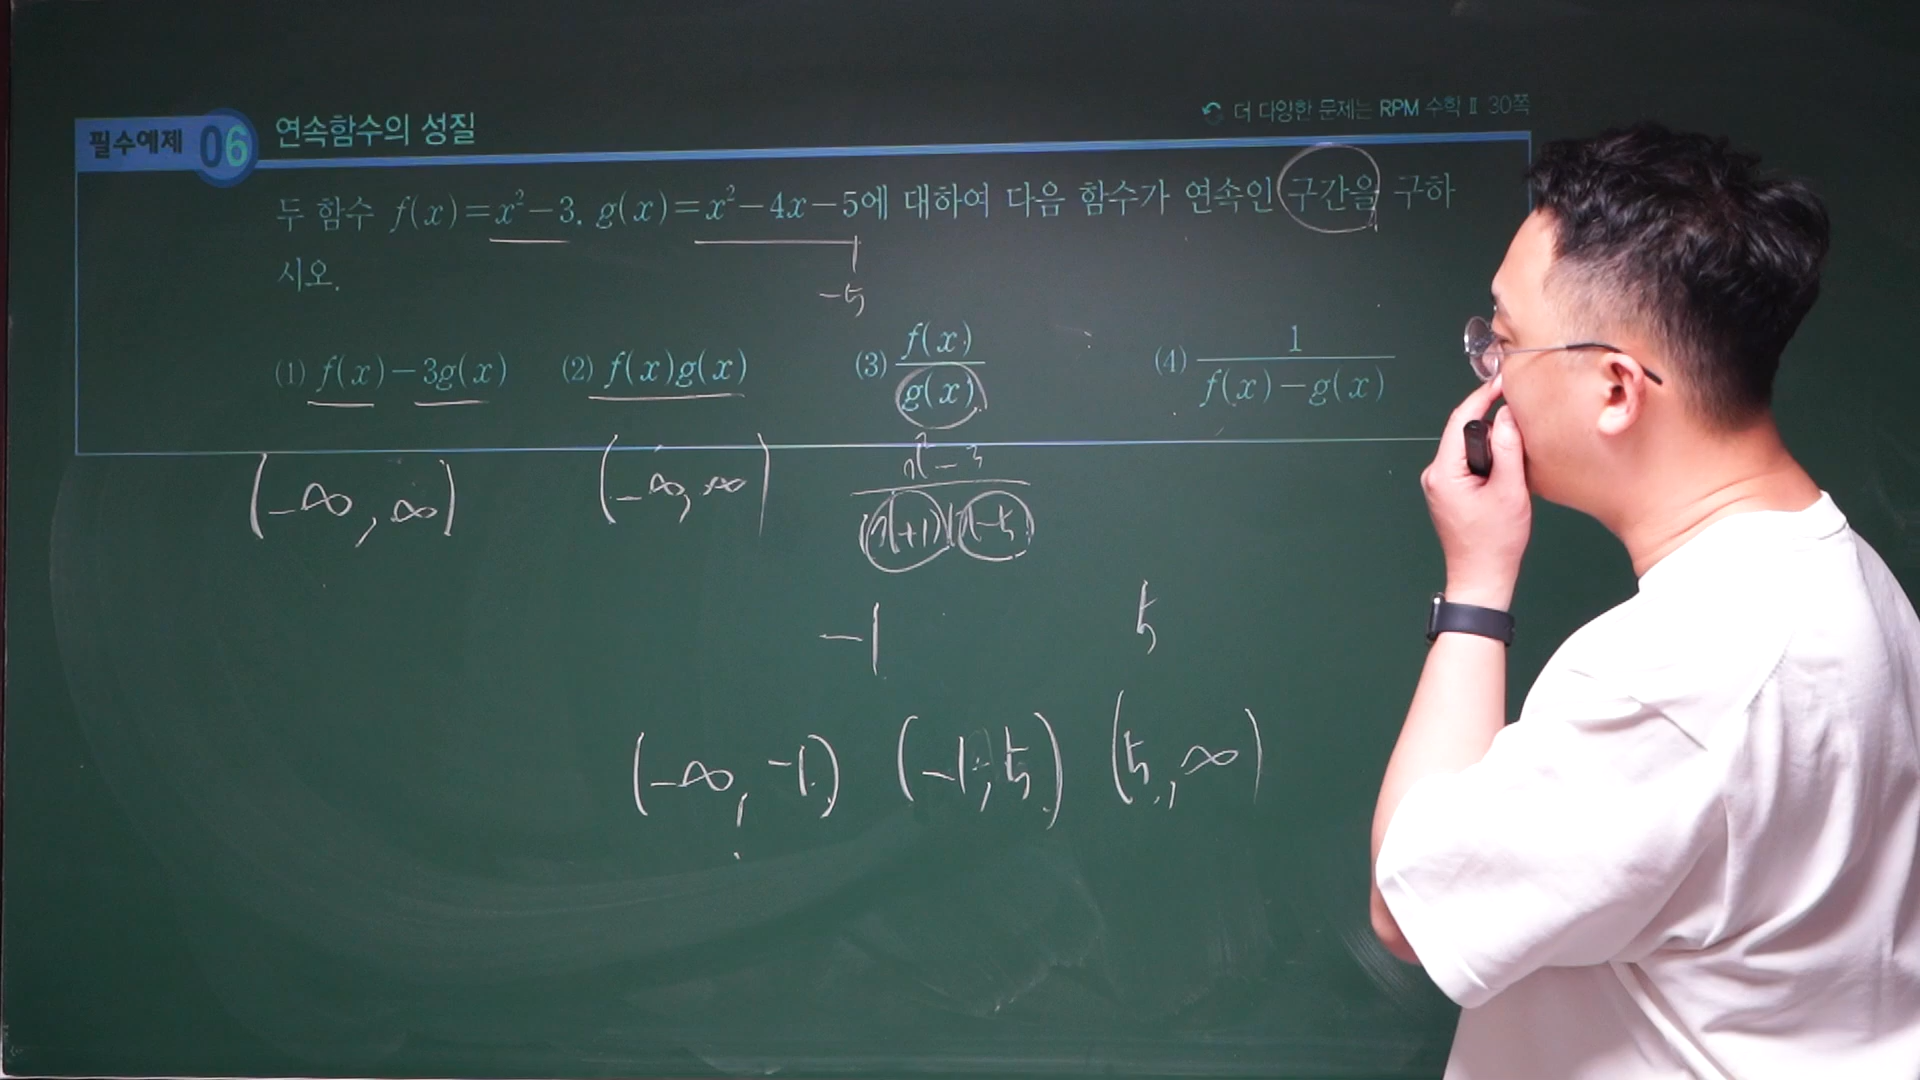 더 다양한 문제는 RPM 수학 Ⅱ 30쪽
필수예제 06 연속함수의 성질
두 함수 f(x)=x²-3, g(x)=x²-4x-5에 대하여 다음 함수가 연속인 구간을 구하
시오.
-5
(1) f(x)-3g(x) (2) f(x)g(x) (3) f(x)/g(x) (4) 1/(f(x)-g(x))
(-∞, ∞) (-∞, ∞) x²-3/(x+1)(x-5)
-1 5
(-∞, -1) (-1, 5) (5, ∞)